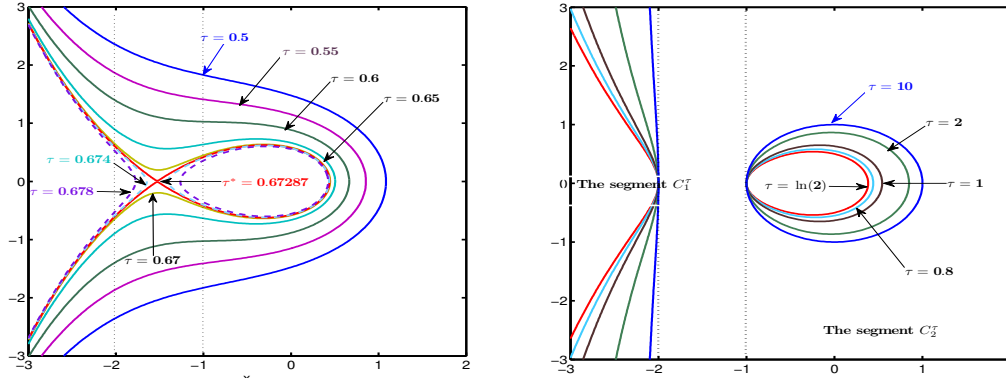 3
2
1
0
−1
−2
−3
−3
−2
−1
0
1
2
τ = 0.5
τ = 0.55
τ = 0.6
τ = 0.65
τ = 0.674
τ = 0.678
τ* = 0.67287
τ = 0.67
3
2
1
0
−1
−2
−3
−3
−2
−1
0
1
2
τ = 10
τ = 2
The segment C₁^τ
τ = ln(2)
τ = 1
τ = 0.8
The segment C₂^τ